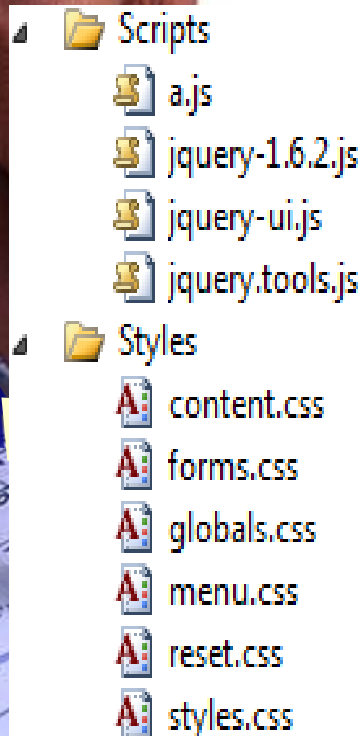 Scripts
a.js
jquery-1.6.2.js
jquery-ui.js
jquery.tools.js
Styles
content.css
forms.css
globals.css
menu.css
reset.css
styles.css